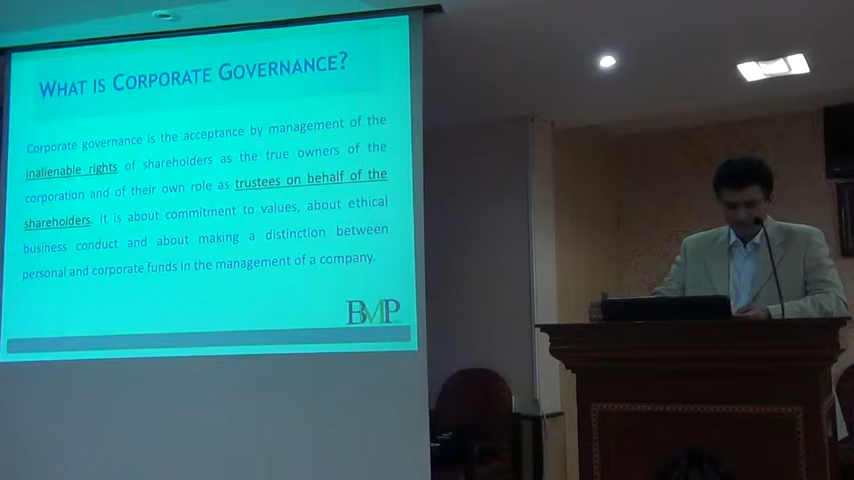 WHAT IS CORPORATE GOVERNANCE?
Corporate governance is the acceptance by management of the
inalienable rights of shareholders as the true owners of the
corporation and of their own role as trustees on behalf of the
shareholders. It is about commitment to values, about ethical
business conduct and about making a distinction between
personal and corporate funds in the management of a company.
BMP